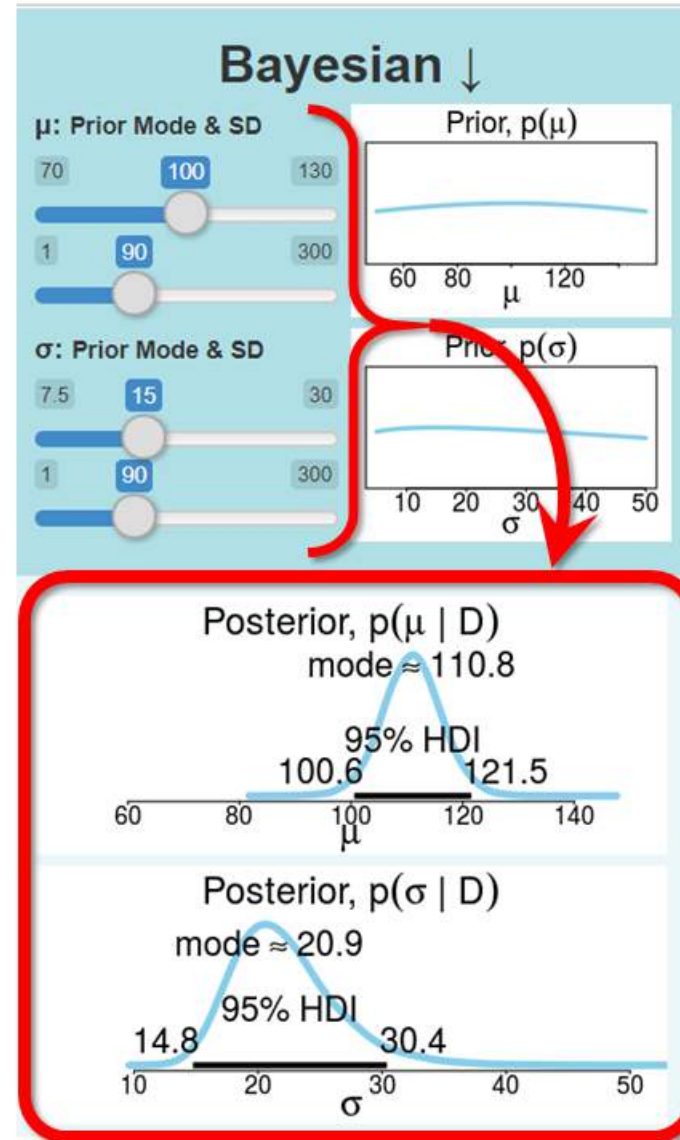 Bayesian ↓
μ: Prior Mode & SD
70 100 130
1 90 300
Prior, p(μ)
60 80 120
μ
σ: Prior Mode & SD
7.5 15 30
1 90 300
Prior, p(σ)
10 20 30 40 50
σ
Posterior, p(μ | D)
mode ≈ 110.8
95% HDI
100.6 121.5
60 80 100 120 140
μ
Posterior, p(σ | D)
mode ≈ 20.9
95% HDI
14.8 30.4
10 20 30 40 50
σ